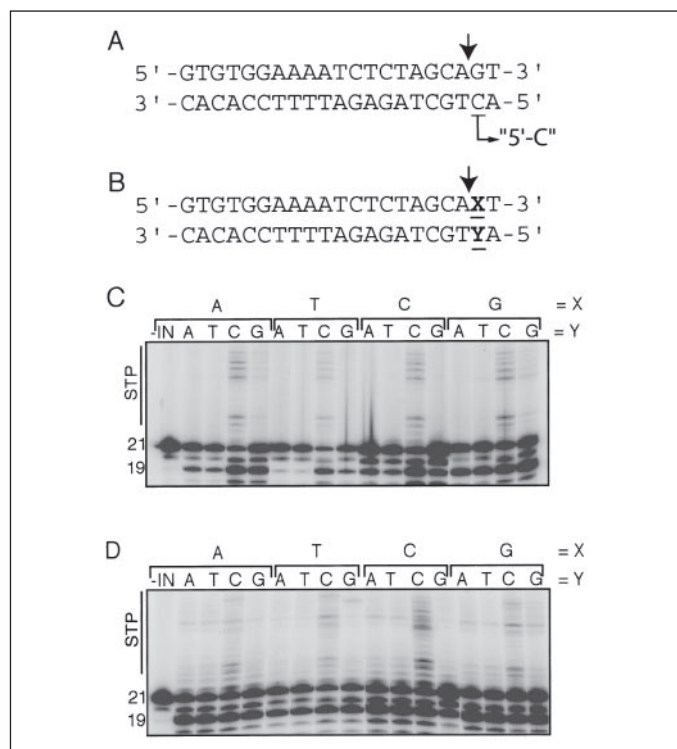 A
5'-GTGTGGAAAATCTCTAGCAGT-3'
3'-CACACCTTTTAGAGATCGTCA-5'
"5'-C"
B
5'-GTGTGGAAAATCTCTAGCAXT-3'
3'-CACACCTTTTAGAGATCGTYA-5'
C
A T C G = X
-IN A T C G A T C G A T C G A T C G = Y
STP
21
19
D
A T C G = X
-IN A T C G A T C G A T C G A T C G = Y
STP
21
19